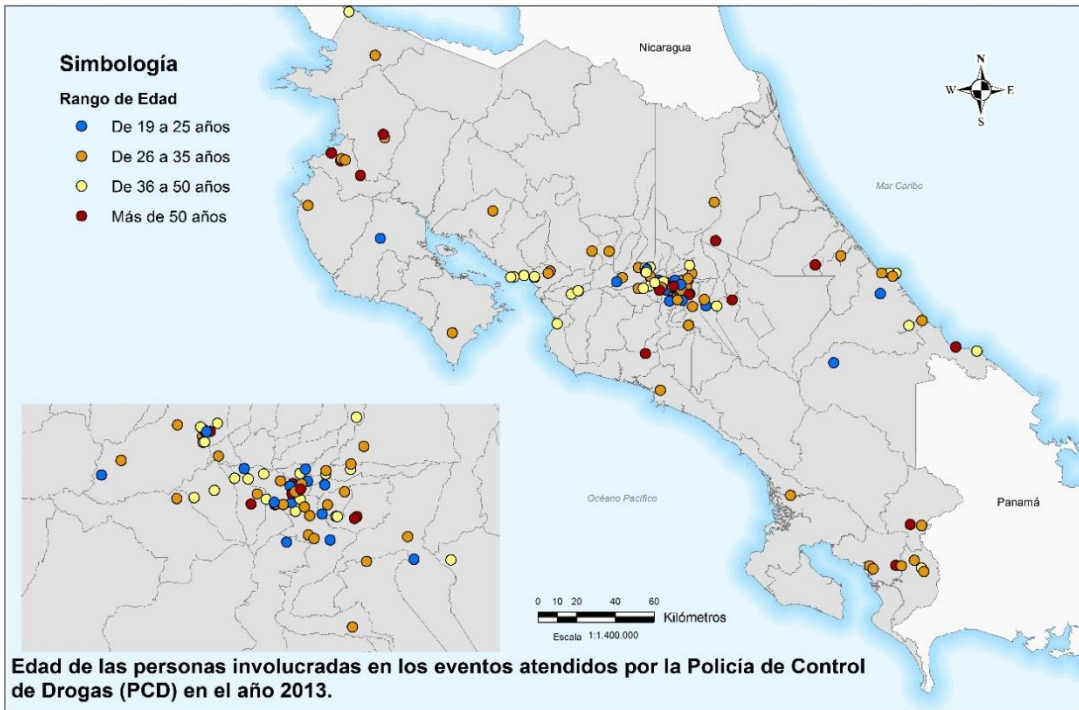 Nicaragua
Simbología
Rango de Edad
De 19 a 25 años
De 26 a 35 años
De 36 a 50 años
Más de 50 años
N
W E
S
Mar Caribe
Océano Pacífico
Panamá
0 10 20 40 60
Kilómetros
Escala 1:1.400.000
Edad de las personas involucradas en los eventos atendidos por la Policía de Control
de Drogas (PCD) en el año 2013.